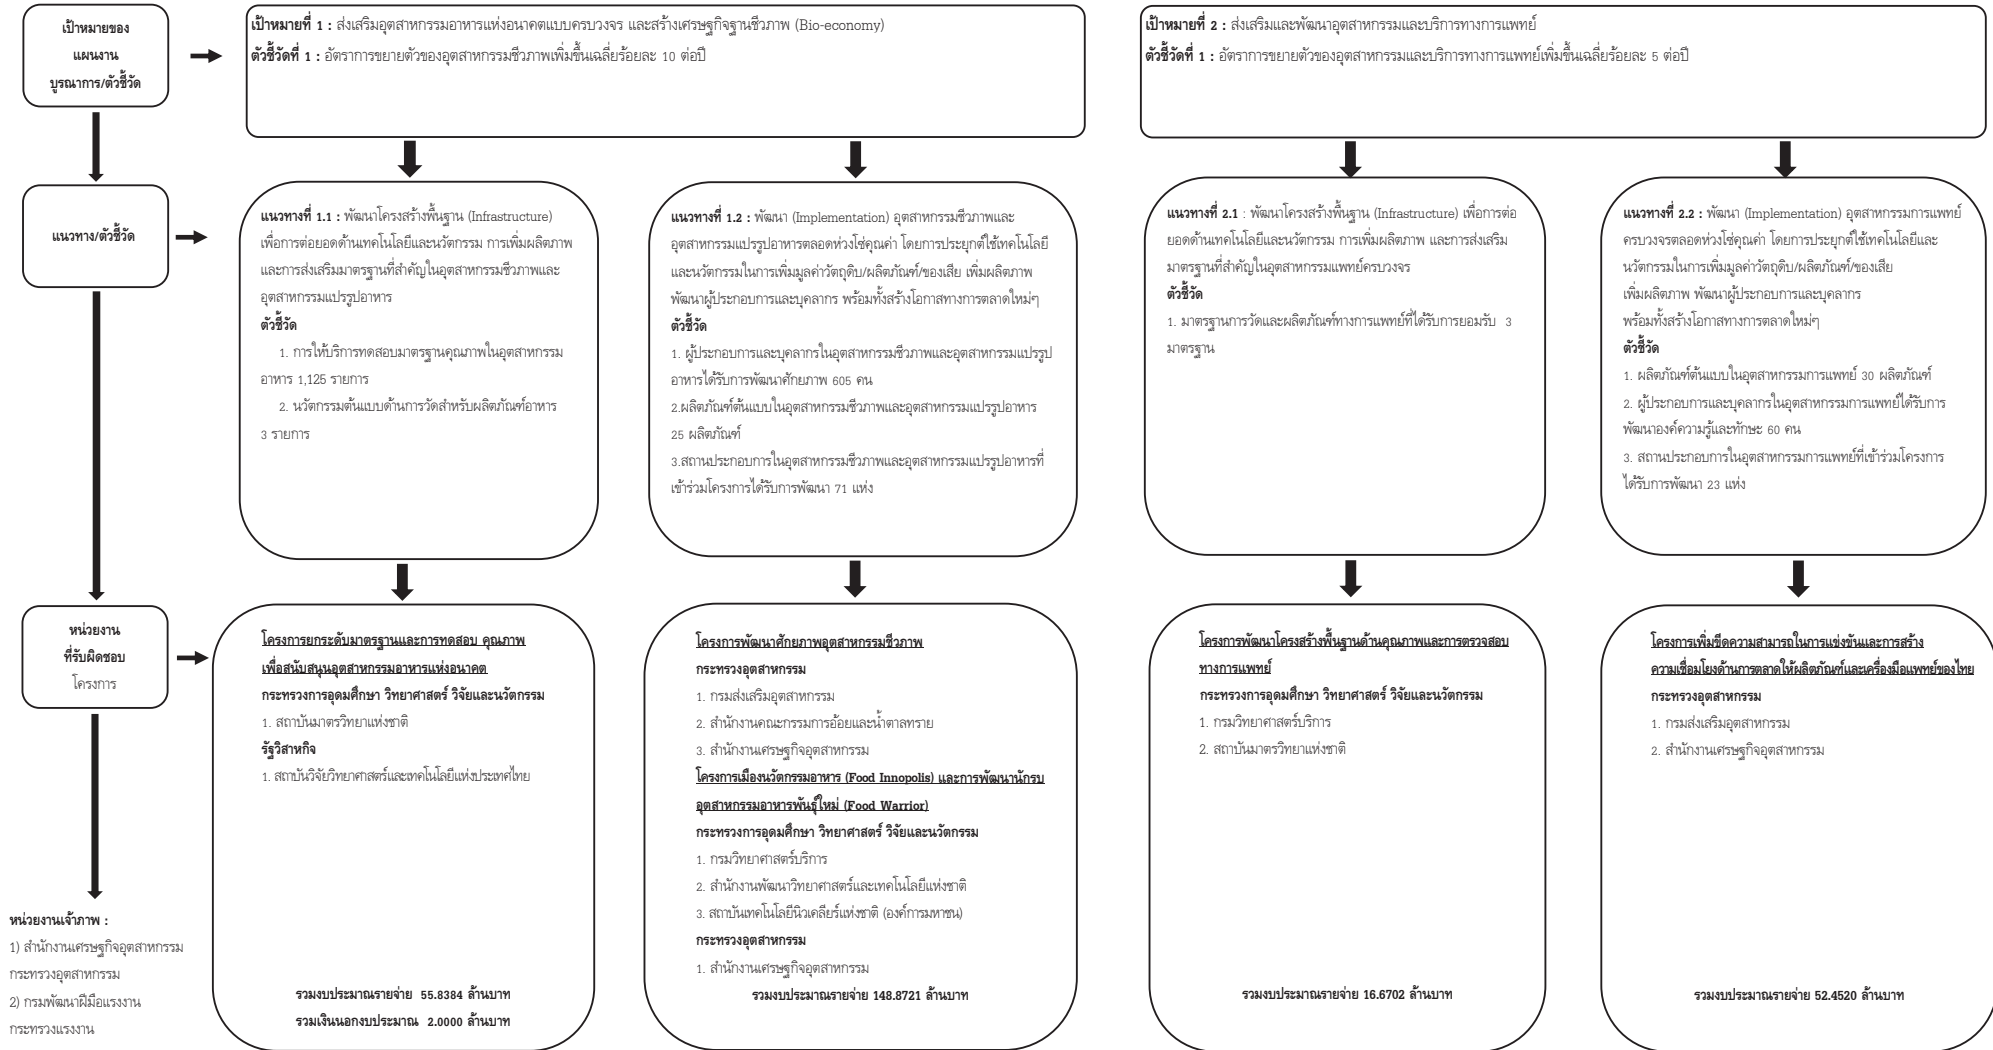 เป้าหมายของ
แผนงาน
บูรณาการ/ตัวชี้วัด
เป้าหมายที่ 1 : ส่งเสริมอุตสาหกรรมอาหารแห่งอนาคตแบบครบวงจร และสร้างเศรษฐกิจฐานชีวภาพ (Bio-economy)
ตัวชี้วัดที่ 1 : อัตราการขยายตัวของอุตสาหกรรมชีวภาพเพิ่มขึ้นเฉลี่ยร้อยละ 10 ต่อปี
เป้าหมายที่ 2 : ส่งเสริมและพัฒนาอุตสาหกรรมและบริการทางการแพทย์
ตัวชี้วัดที่ 1 : อัตราการขยายตัวของอุตสาหกรรมและบริการทางการแพทย์เพิ่มขึ้นเฉลี่ยร้อยละ 5 ต่อปี
แนวทาง/ตัวชี้วัด
แนวทางที่ 1.1 : พัฒนาโครงสร้างพื้นฐาน (Infrastructure)
เพื่อการต่อยอดด้านเทคโนโลยีและนวัตกรรม การเพิ่มผลิตภาพ
และการส่งเสริมมาตรฐานที่สำคัญในอุตสาหกรรมชีวภาพและ
อุตสาหกรรมแปรรูปอาหาร
ตัวชี้วัด
1. การให้บริการทดสอบมาตรฐานคุณภาพในอุตสาหกรรม
อาหาร 1,125 รายการ
2. นวัตกรรมต้นแบบด้านการวัดสำหรับผลิตภัณฑ์อาหาร
3 รายการ
แนวทางที่ 1.2 : พัฒนา (Implementation) อุตสาหกรรมชีวภาพและ
อุตสาหกรรมแปรรูปอาหารตลอดห่วงโซ่คุณค่า โดยการประยุกต์ใช้เทคโนโลยี
และนวัตกรรมในการเพิ่มมูลค่าวัตถุดิบ/ผลิตภัณฑ์/ของเสีย เพิ่มผลิตภาพ
พัฒนาผู้ประกอบการและบุคลากร พร้อมทั้งสร้างโอกาสทางการตลาดใหม่ๆ
ตัวชี้วัด
1. ผู้ประกอบการและบุคลากรในอุตสาหกรรมชีวภาพและอุตสาหกรรมแปรรูป
อาหารได้รับการพัฒนาศักยภาพ 605 คน
2.ผลิตภัณฑ์ต้นแบบในอุตสาหกรรมชีวภาพและอุตสาหกรรมแปรรูปอาหาร
25 ผลิตภัณฑ์
3.สถานประกอบการในอุตสาหกรรมชีวภาพและอุตสาหกรรมแปรรูปอาหารที่
เข้าร่วมโครงการได้รับการพัฒนา 71 แห่ง
แนวทางที่ 2.1 : พัฒนาโครงสร้างพื้นฐาน (Infrastructure) เพื่อการต่อ
ยอดด้านเทคโนโลยีและนวัตกรรม การเพิ่มผลิตภาพ และการส่งเสริม
มาตรฐานที่สำคัญในอุตสาหกรรมแพทย์ครบวงจร
ตัวชี้วัด
1. มาตรฐานการวัดและผลิตภัณฑ์ทางการแพทย์ที่ได้รับการยอมรับ 3
มาตรฐาน
แนวทางที่ 2.2 : พัฒนา (Implementation) อุตสาหกรรมการแพทย์
ครบวงจรตลอดห่วงโซ่คุณค่า โดยการประยุกต์ใช้เทคโนโลยีและ
นวัตกรรมในการเพิ่มมูลค่าวัตถุดิบ/ผลิตภัณฑ์/ของเสีย
เพิ่มผลิตภาพ พัฒนาผู้ประกอบการและบุคลากร
พร้อมทั้งสร้างโอกาสทางการตลาดใหม่ๆ
ตัวชี้วัด
1. ผลิตภัณฑ์ต้นแบบในอุตสาหกรรมการแพทย์ 30 ผลิตภัณฑ์
2. ผู้ประกอบการและบุคลากรในอุตสาหกรรมการแพทย์ได้รับการ
พัฒนาองค์ความรู้และทักษะ 60 คน
3. สถานประกอบการในอุตสาหกรรมการแพทย์ที่เข้าร่วมโครงการ
ได้รับการพัฒนา 23 แห่ง
หน่วยงาน
ที่รับผิดชอบ
โครงการ
โครงการยกระดับมาตรฐานและการทดสอบ คุณภาพ
เพื่อสนับสนุนอุตสาหกรรมอาหารแห่งอนาคต
กระทรวงการอุดมศึกษา วิทยาศาสตร์ วิจัยและนวัตกรรม
1. สถาบันมาตรวิทยาแห่งชาติ
รัฐวิสาหกิจ
1. สถาบันวิจัยวิทยาศาสตร์และเทคโนโลยีแห่งประเทศไทย
รวมงบประมาณรายจ่าย 55.8384 ล้านบาท
รวมเงินนอกงบประมาณ 2.0000 ล้านบาท
โครงการพัฒนาศักยภาพอุตสาหกรรมชีวภาพ
กระทรวงอุตสาหกรรม
1. กรมส่งเสริมอุตสาหกรรม
2. สำนักงานคณะกรรมการอ้อยและน้ำตาลทราย
3. สำนักงานเศรษฐกิจอุตสาหกรรม
โครงการเมืองนวัตกรรมอาหาร (Food Innopolis) และการพัฒนานักรบ
อุตสาหกรรมอาหารพันธุ์ใหม่ (Food Warrior)
กระทรวงการอุดมศึกษา วิทยาศาสตร์ วิจัยและนวัตกรรม
1. กรมวิทยาศาสตร์บริการ
2. สำนักงานพัฒนาวิทยาศาสตร์และเทคโนโลยีแห่งชาติ
3. สถาบันเทคโนโลยีนิวเคลียร์แห่งชาติ (องค์การมหาชน)
กระทรวงอุตสาหกรรม
1. สำนักงานเศรษฐกิจอุตสาหกรรม
รวมงบประมาณรายจ่าย 148.8721 ล้านบาท
โครงการพัฒนาโครงสร้างพื้นฐานด้านคุณภาพและการตรวจสอบ
ทางการแพทย์
กระทรวงการอุดมศึกษา วิทยาศาสตร์ วิจัยและนวัตกรรม
1. กรมวิทยาศาสตร์บริการ
2. สถาบันมาตรวิทยาแห่งชาติ
รวมงบประมาณรายจ่าย 16.6702 ล้านบาท
โครงการเพิ่มขีดความสามารถในการแข่งขันและการสร้าง
ความเชื่อมโยงด้านการตลาดให้ผลิตภัณฑ์และเครื่องมือแพทย์ของไทย
กระทรวงอุตสาหกรรม
1. กรมส่งเสริมอุตสาหกรรม
2. สำนักงานเศรษฐกิจอุตสาหกรรม
รวมงบประมาณรายจ่าย 52.4520 ล้านบาท
หน่วยงานเจ้าภาพ :
1) สำนักงานเศรษฐกิจอุตสาหกรรม
กระทรวงอุตสาหกรรม
2) กรมพัฒนาฝีมือแรงงาน
กระทรวงแรงงาน